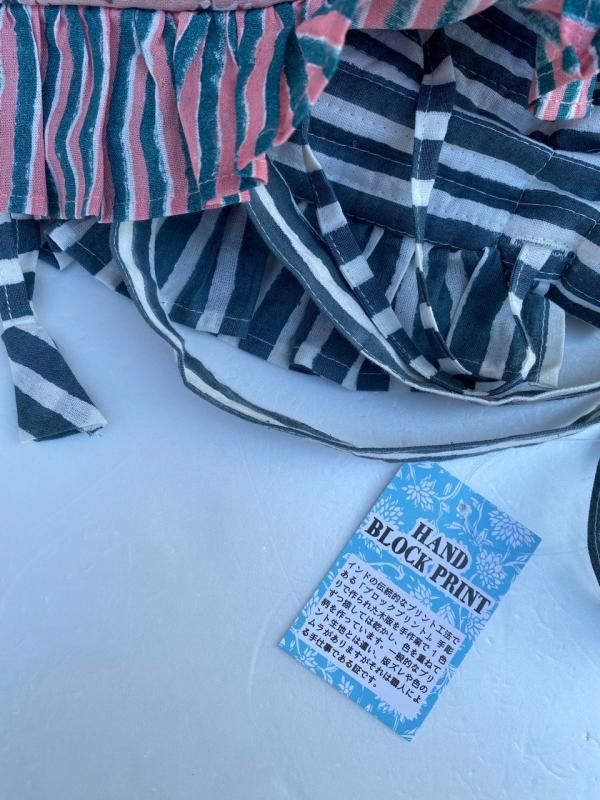 HAND
BLOCK PRINT
インドの伝統的なプリント工法で
ある「ブロックプリント」。手彫
りで作られた木版を手作業で1色
ずつ捺しては乾かし、色を重ねて
柄を作っています。一般的なプリ
ント生地とは違い、版ズレや色の
ムラがありますがそれは職人によ
る手仕事である証です。